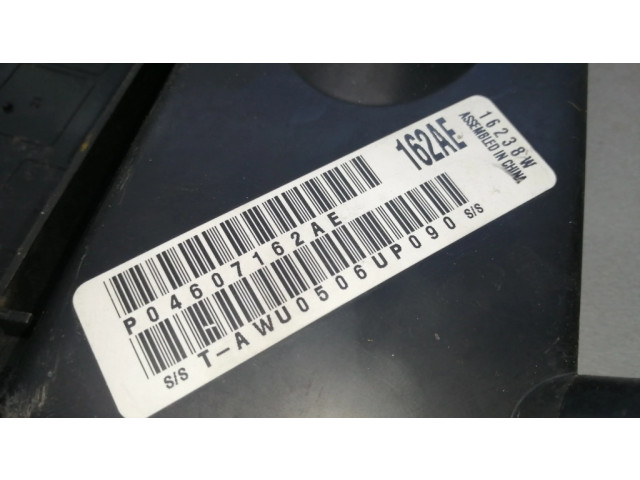 16238W
ASSEMBLED IN CHINA
162AE
P04607162AE
S/S T-AWU0506UP090 S/S